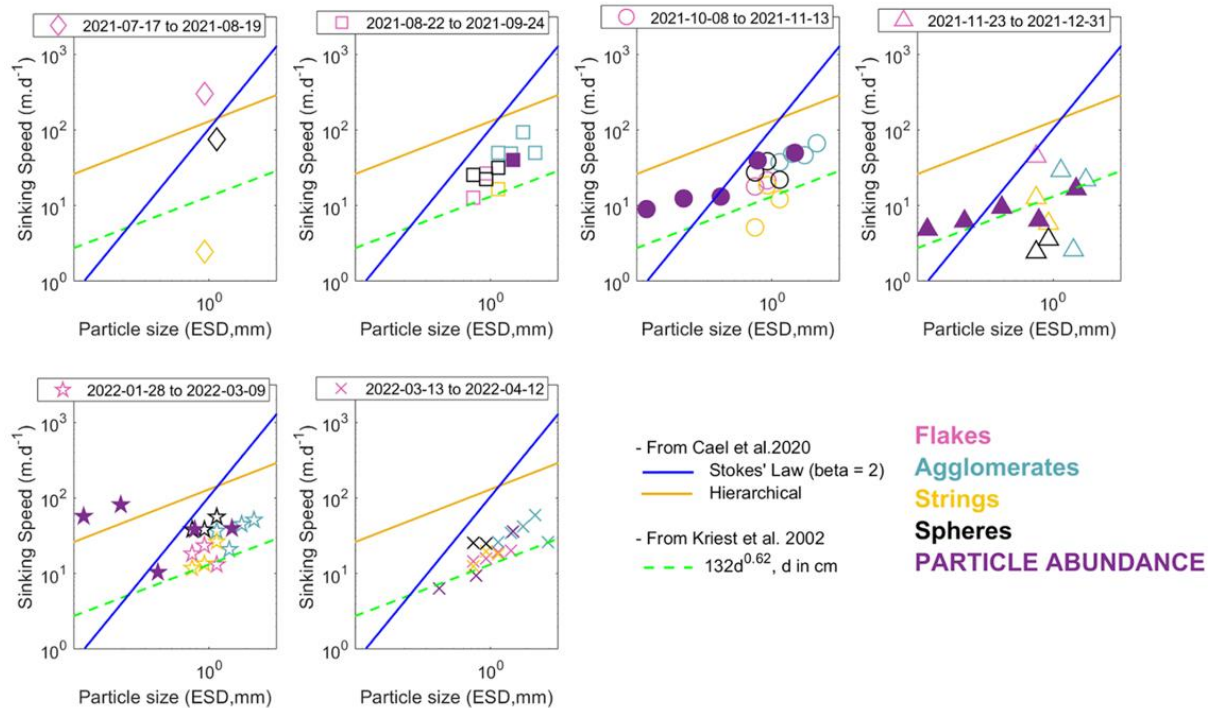 2021-07-17 to 2021-08-19
10³
10²
10¹
10⁰
Sinking Speed (m.d⁻¹)
10⁰
Particle size (ESD,mm)
2021-08-22 to 2021-09-24
10³
10²
10¹
10⁰
Sinking Speed (m.d⁻¹)
10⁰
Particle size (ESD,mm)
2021-10-08 to 2021-11-13
10³
10²
10¹
10⁰
Sinking Speed (m.d⁻¹)
10⁰
Particle size (ESD,mm)
2021-11-23 to 2021-12-31
10³
10²
10¹
10⁰
Sinking Speed (m.d⁻¹)
10⁰
Particle size (ESD,mm)
2022-01-28 to 2022-03-09
10³
10²
10¹
10⁰
Sinking Speed (m.d⁻¹)
10⁰
Particle size (ESD,mm)
2022-03-13 to 2022-04-12
10³
10²
10¹
10⁰
Sinking Speed (m.d⁻¹)
10⁰
Particle size (ESD,mm)
- From Cael et al.2020
Stokes' Law (beta = 2)
Hierarchical
- From Kriest et al. 2002
132d⁰·⁶², d in cm
Flakes
Agglomerates
Strings
Spheres
PARTICLE ABUNDANCE